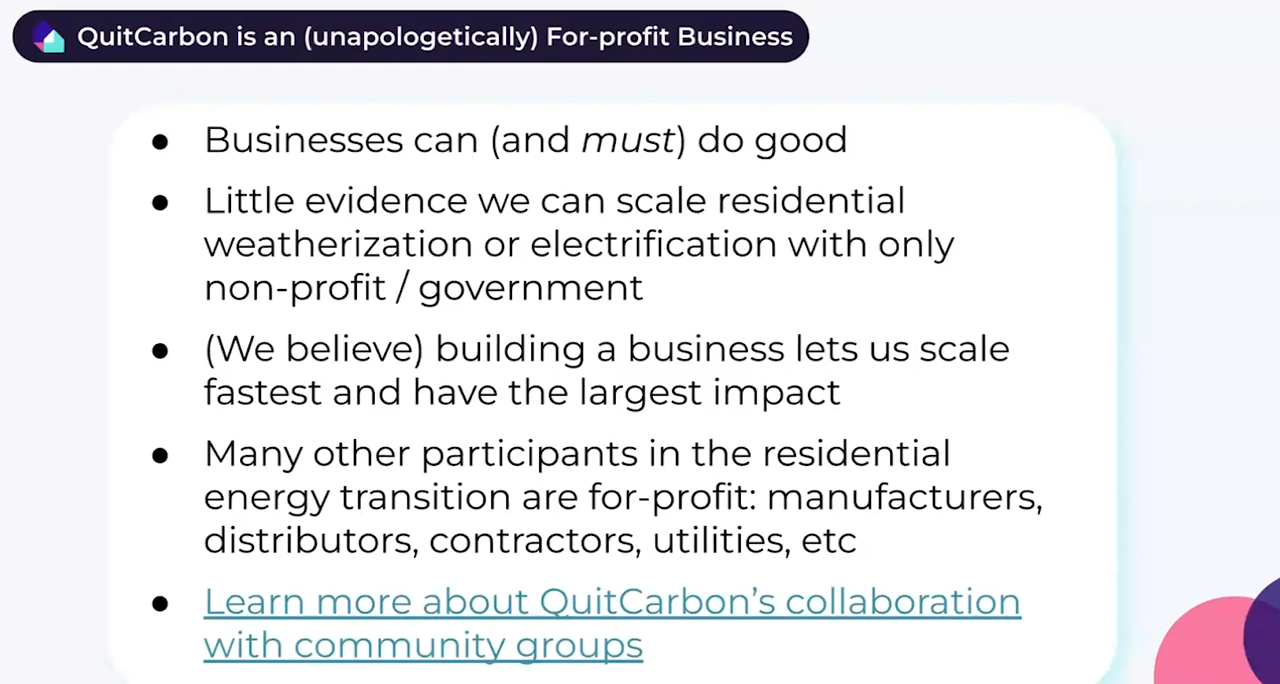 QuitCarbon is an (unapologetically) For-profit Business
● Businesses can (and must) do good
● Little evidence we can scale residential
weatherization or electrification with only
non-profit / government
● (We believe) building a business lets us scale
fastest and have the largest impact
● Many other participants in the residential
energy transition are for-profit: manufacturers,
distributors, contractors, utilities, etc
● Learn more about QuitCarbon’s collaboration
with community groups